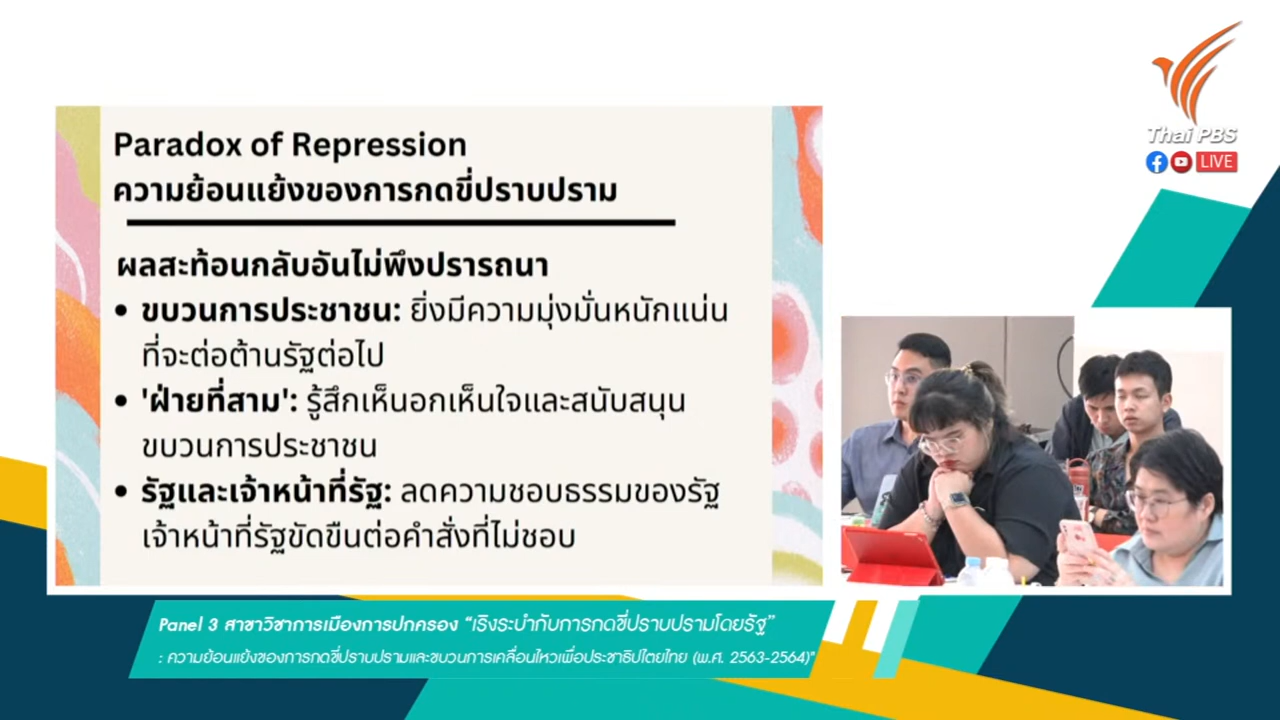 Thai PBS
LIVE
Paradox of Repression
ความย้อนแย้งของการกดขี่ปราบปราม
ผลสะท้อนกลับอันไม่พึงปรารถนา
• ขบวนการประชาชน: ยิ่งมีความมุ่งมั่นหนักแน่น
ที่จะต่อต้านรัฐต่อไป
• 'ฝ่ายที่สาม': รู้สึกเห็นอกเห็นใจและสนับสนุน
ขบวนการประชาชน
• รัฐและเจ้าหน้าที่รัฐ: ลดความชอบธรรมของรัฐ
เจ้าหน้าที่รัฐขัดขืนต่อคำสั่งที่ไม่ชอบ
Panel 3 สาขาวิชาการเมืองการปกครอง “เริงระบำกับการกดขี่ปราบปรามโดยรัฐ”
: ความย้อนแย้งของการกดขี่ปราบปรามและขบวนการเคลื่อนไหวเพื่อประชาธิปไตยไทย (พ.ศ. 2563-2564)"